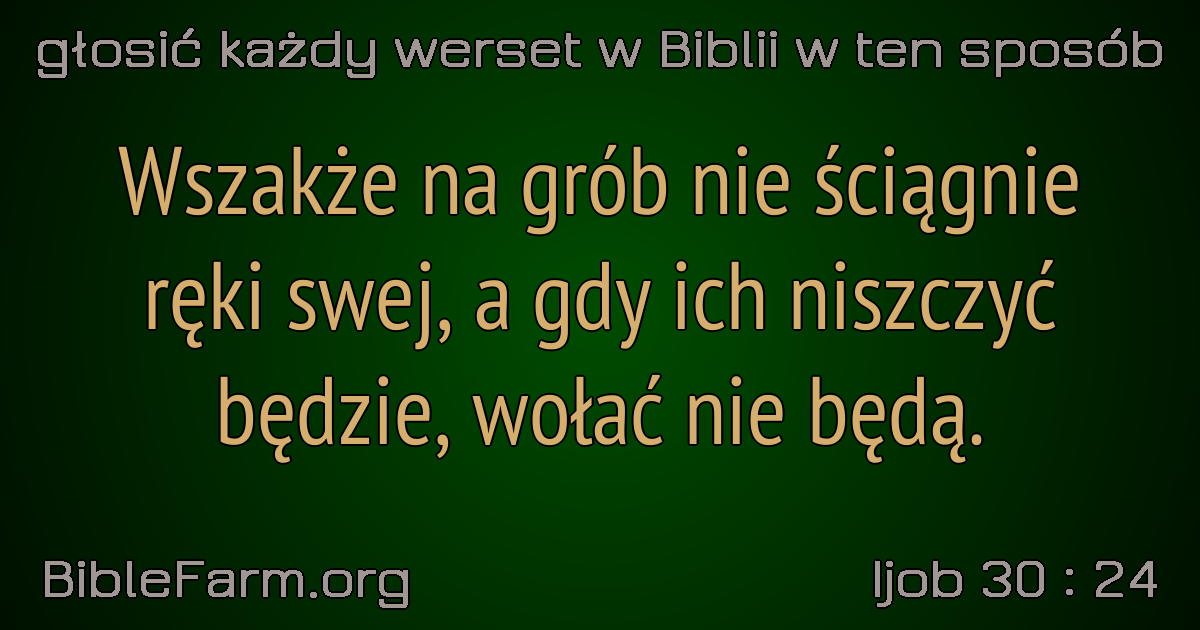 głosić każdy werset w Biblii w ten sposób
Wszakże na grób nie ściągnie
ręki swej, a gdy ich niszczyć
będzie, wołać nie będą.
BibleFarm.org
Ijob 30 : 24